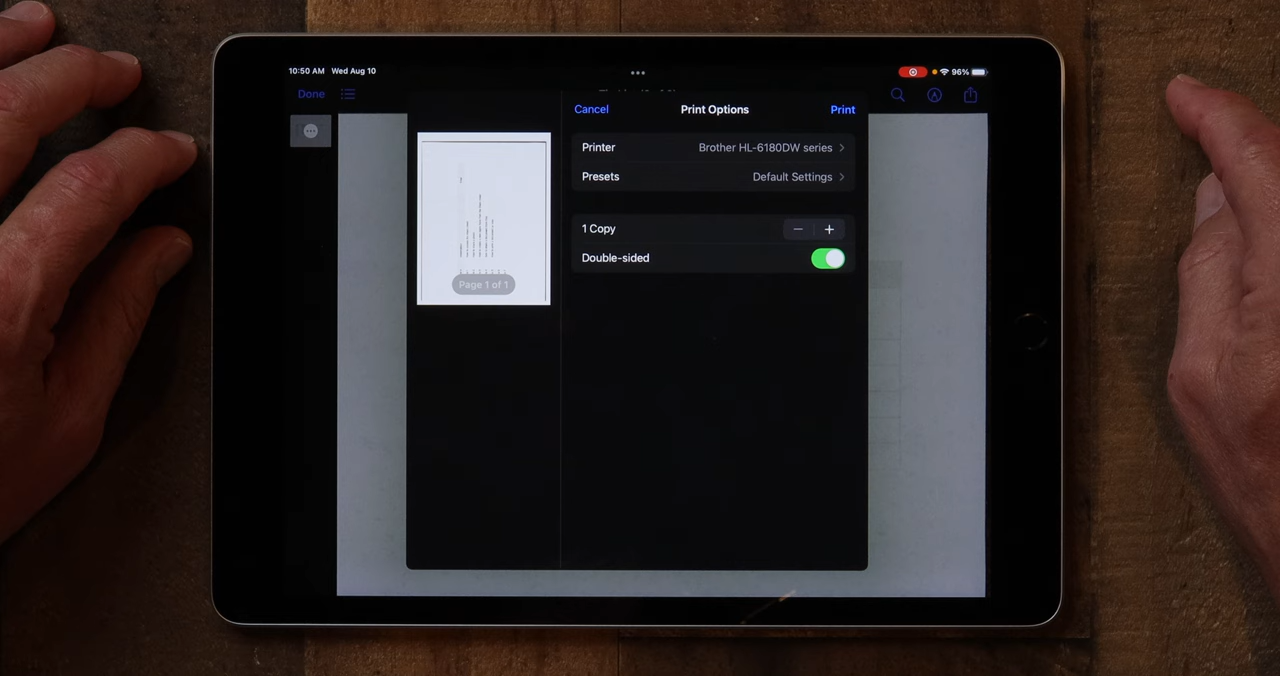 10:50 AM Wed Aug 10
96%
Done
Cancel
Print Options
Print
Printer
Brother HL-6180DW series
Presets
Default Settings
1 Copy
Double-sided
Page 1 of 1